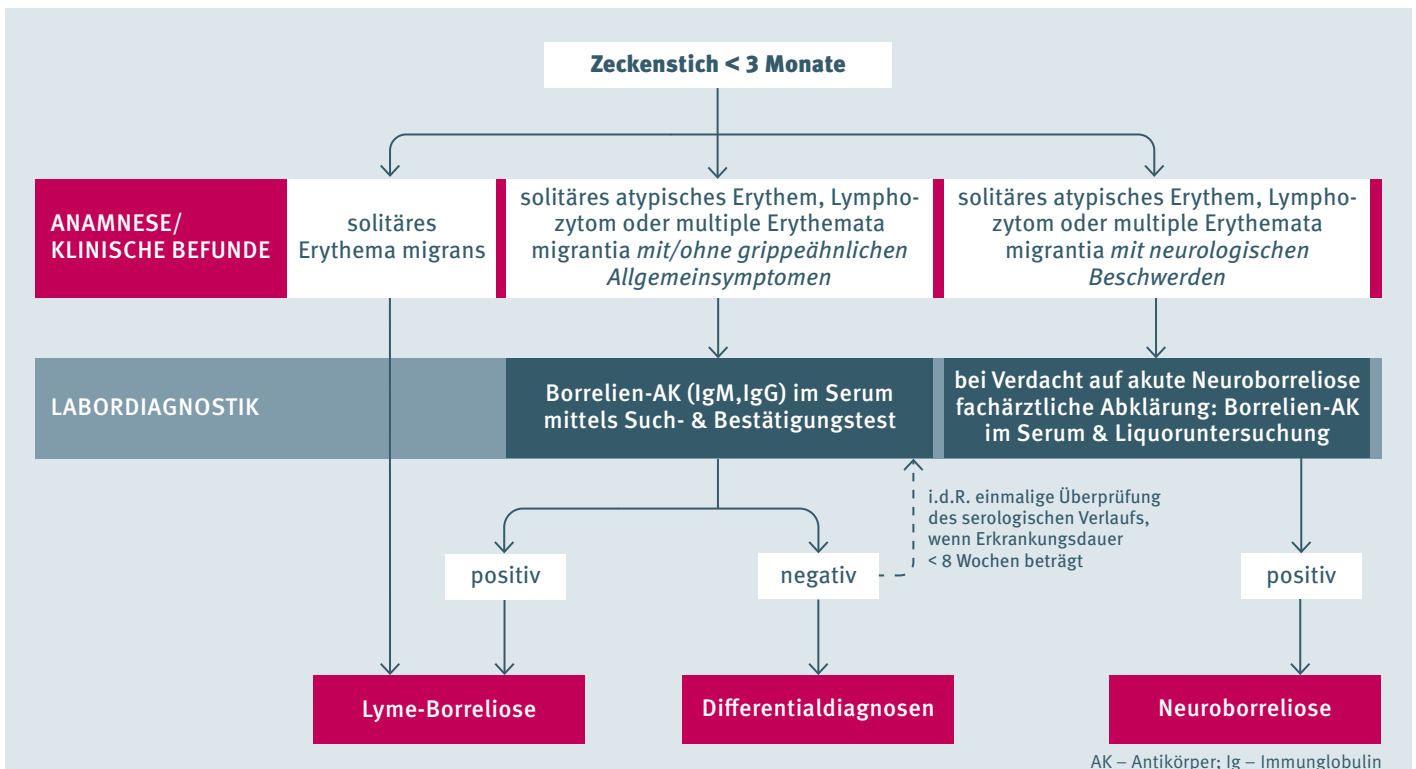 Zeckenstich < 3 Monate
ANAMNESE/
KLINISCHE BEFUNDE
solitäres
Erythema migrans
solitäres atypisches Erythem, Lympho-
zytom oder multiple Erythemata
migrantia mit/ohne grippeähnlichen
Allgemeinsymptomen
solitäres atypisches Erythem, Lympho-
zytom oder multiple Erythemata
migrantia mit neurologischen
Beschwerden
LABORDIAGNOSTIK
Borrelien-AK (IgM,IgG) im Serum
mittels Such- & Bestätigungstest
bei Verdacht auf akute Neuroborreliose
fachärztliche Abklärung: Borrelien-AK
im Serum & Liquoruntersuchung
i.d.R. einmalige Überprüfung
des serologischen Verlaufs,
wenn Erkrankungsdauer
< 8 Wochen beträgt
positiv
negativ
positiv
Lyme-Borreliose
Differentialdiagnosen
Neuroborreliose
AK – Antikörper; Ig – Immunglobulin